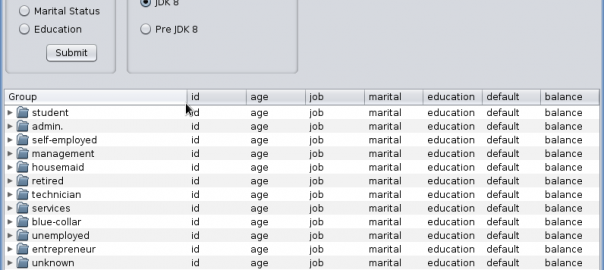 Marital Status
JDK 8
Education
Pre JDK 8
Submit
Group id age job marital education default balance
student id age job marital education default balance
admin. id age job marital education default balance
self-employed id age job marital education default balance
management id age job marital education default balance
housemaid id age job marital education default balance
retired id age job marital education default balance
technician id age job marital education default balance
services id age job marital education default balance
blue-collar id age job marital education default balance
unemployed id age job marital education default balance
entrepreneur id age job marital education default balance
unknown id age job marital education default balance